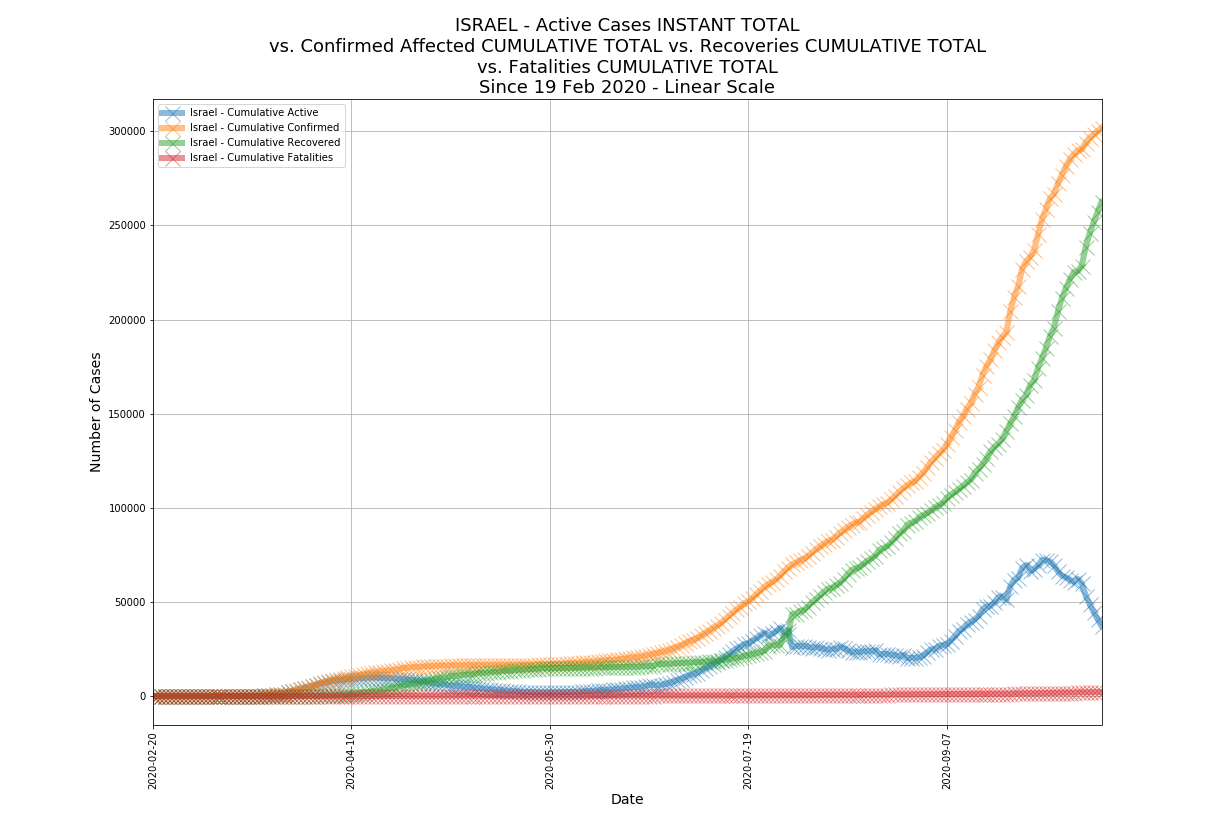 ISRAEL - Active Cases INSTANT TOTAL
vs. Confirmed Affected CUMULATIVE TOTAL vs. Recoveries CUMULATIVE TOTAL
vs. Fatalities CUMULATIVE TOTAL
Since 19 Feb 2020 - Linear Scale
Israel - Cumulative Active
Israel - Cumulative Confirmed
Israel - Cumulative Recovered
Israel - Cumulative Fatalities
Number of Cases
300000
250000
200000
150000
100000
50000
0
2020-02-20
2020-04-10
2020-05-30
2020-07-19
2020-09-07
Date